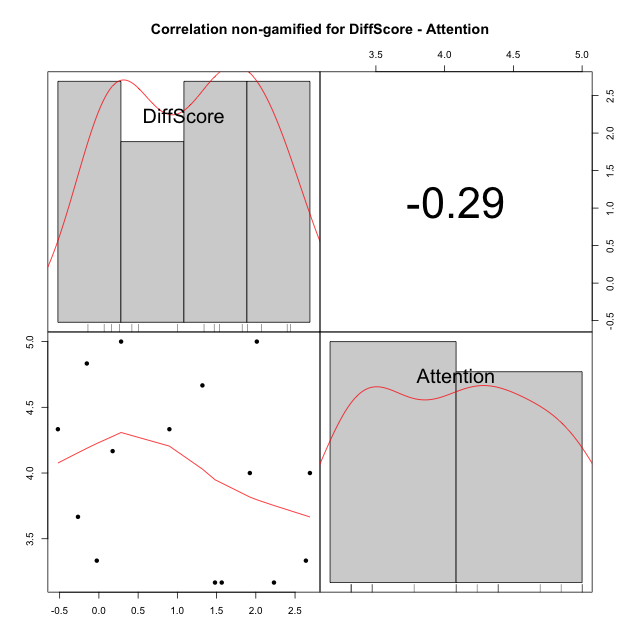 Correlation non-gamified for DiffScore - Attention
3.5 4.0 4.5 5.0
DiffScore
-0.29
2.5
2.0
1.5
1.0
0.5
0.0
-0.5
5.0
4.5
4.0
3.5
Attention
-0.5 0.0 0.5 1.0 1.5 2.0 2.5